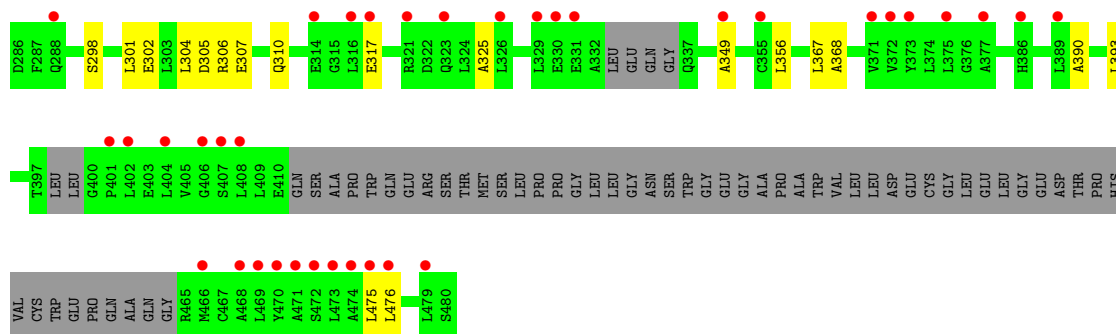 D286 F287 Q288 S298 L301 E302 L303 L304 D305 R306 E307 Q310 E314 G315 L316 E317 R321 D322 Q323 L324 A325 L326 L329 E330 E331 A332 LEU GLU GLN GLY Q337 A349 C355 L356 L367 A368 V371 V372 Y373 L374 L375 G376 A377 H386 L389 A390 L393
T397 LEU LEU G400 P401 L402 E403 L404 V405 G406 S407 L408 L409 E410 GLN SER ALA PRO TRP GLN GLU ARG SER THR MET SER LEU PRO PRO GLY LEU LEU GLY ASN SER TRP GLY GLU GLY ALA PRO ALA TRP VAL LEU LEU ASP GLU CYS GLY LEU GLU LEU GLY GLU ASP THR PRO HIS
VAL CYS TRP GLU PRO GLN ALA GLN GLY R465 M466 C467 A468 L469 Y470 A471 S472 L473 A474 L475 L476 L479 S480